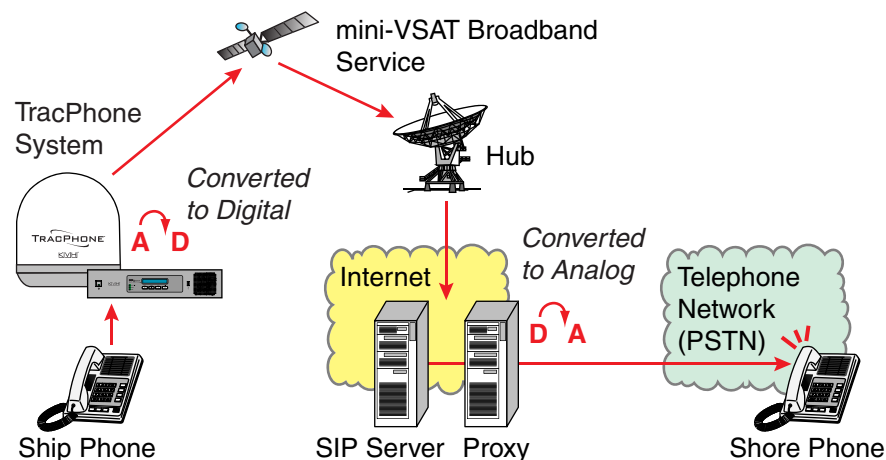 mini-VSAT Broadband
Service
TracPhone
System
Hub
Converted
to Digital
A D
TRACPHONE
KVH
Internet
Converted
to Analog
D A
Telephone
Network
(PSTN)
Ship Phone
SIP Server
Proxy
Shore Phone